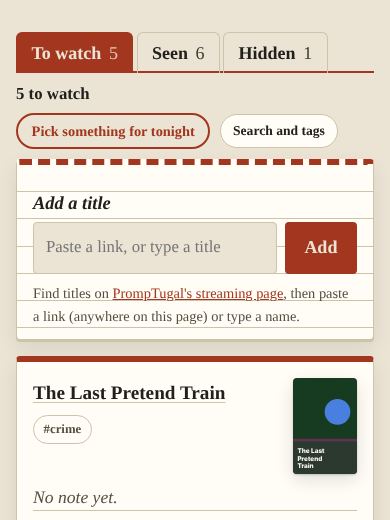 To watch 5
Seen 6
Hidden 1
5 to watch
Pick something for tonight
Search and tags
Add a title
Paste a link, or type a title
Add
Find titles on PrompTugal's streaming page, then paste
a link (anywhere on this page) or type a name.
The Last Pretend Train
#crime
The Last
Pretend
Train
No note yet.